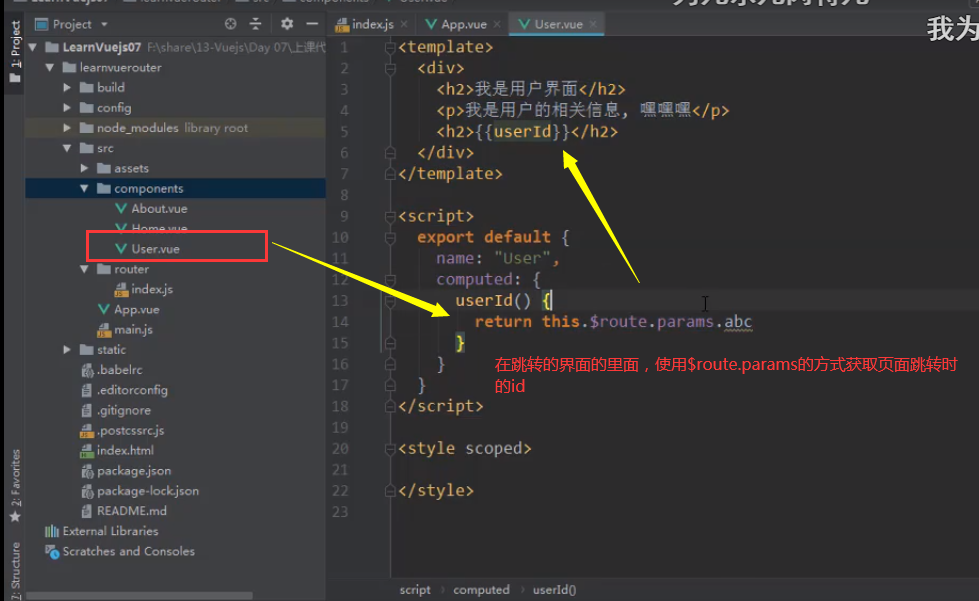 Project
index.js
App.vue
User.vue
我为
1: Project
LearnVuejs07 F:\share\13-Vuejs\Day 07\上课代
learnvuerouter
build
config
node_modules library root
src
assets
components
About.vue
Home.vue
User.vue
router
index.js
App.vue
main.js
static
.babelrc
.editorconfig
.gitignore
.postcssrc.js
index.html
package.json
package-lock.json
README.md
External Libraries
Scratches and Consoles
2: Favorites
7: Structure
1 <template>
2 <div>
3 <h2>我是用户界面</h2>
4 <p>我是用户的相关信息, 嘿嘿嘿</p>
5 <h2>{{userId}}</h2>
6 </div>
7 </template>
8
9 <script>
10 export default {
11 name: "User",
12 computed: {
13 userId() {
14 return this.$route.params.abc
15 }
16 }
17 }
18 </script>
19
20 <style scoped>
21
22 </style>
23
在跳转的界面的里面，使用$route.params的方式获取页面跳转时
的id
script › computed › userId()